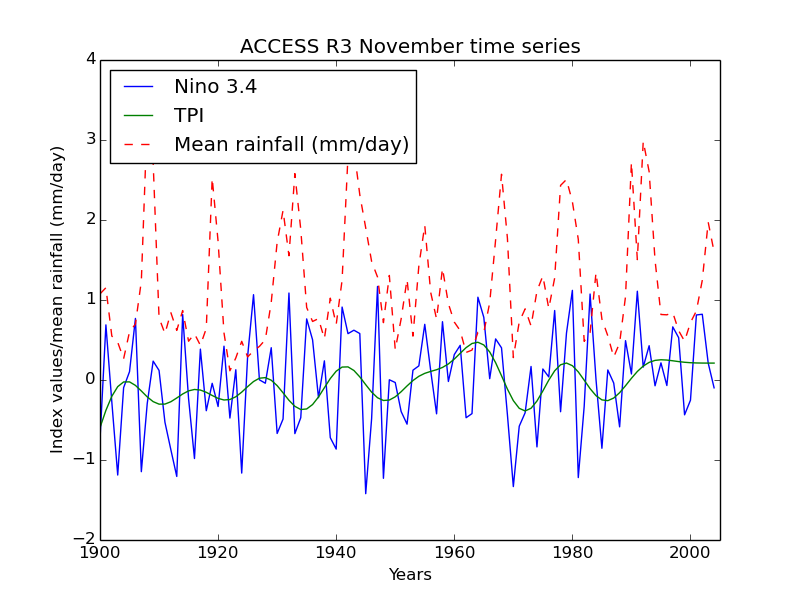 ACCESS R3 November time series
4
3
2
1
0
−1
−2
Index values/mean rainfall (mm/day)
Nino 3.4
TPI
Mean rainfall (mm/day)
1900 1920 1940 1960 1980 2000
Years